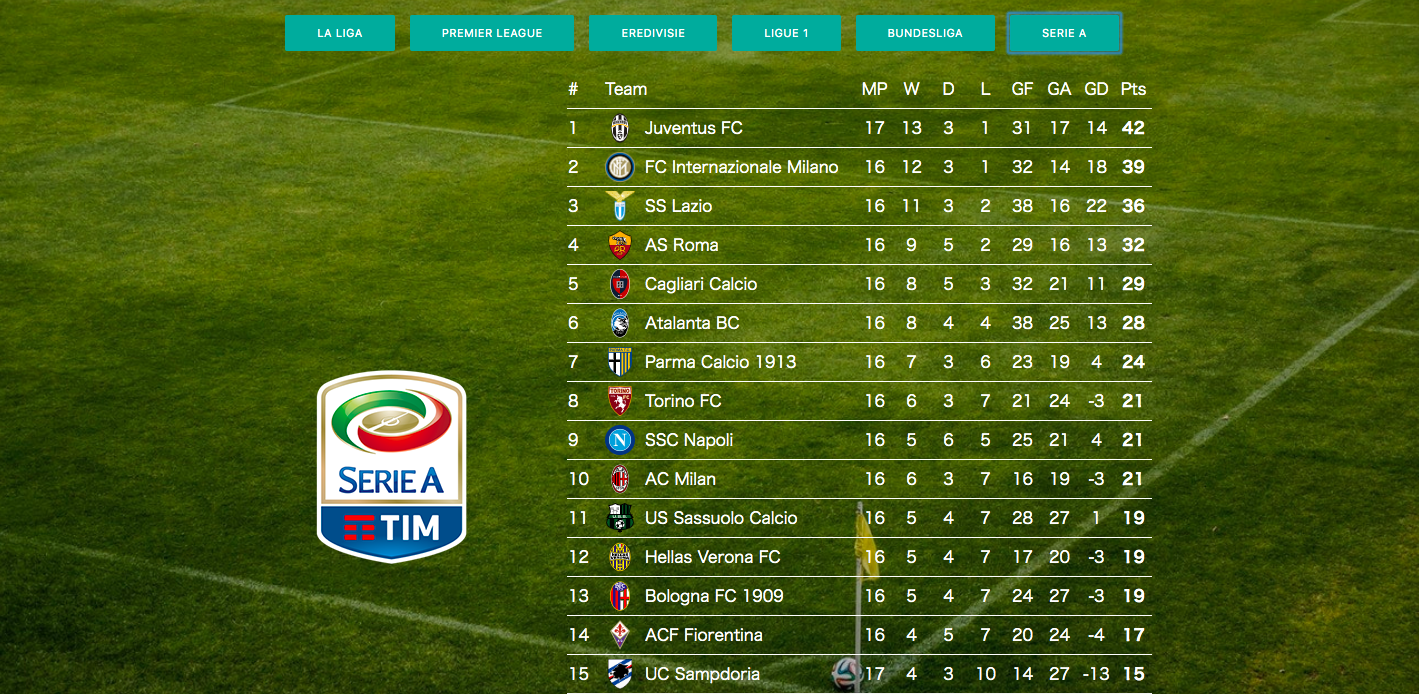 LA LIGA PREMIER LEAGUE EREDIVISIE LIGUE 1 BUNDESLIGA SERIE A
# Team MP W D L GF GA GD Pts
1 Juventus FC 17 13 3 1 31 17 14 42
2 FC Internazionale Milano 16 12 3 1 32 14 18 39
3 SS Lazio 16 11 3 2 38 16 22 36
4 AS Roma 16 9 5 2 29 16 13 32
5 Cagliari Calcio 16 8 5 3 32 21 11 29
6 Atalanta BC 16 8 4 4 38 25 13 28
7 Parma Calcio 1913 16 7 3 6 23 19 4 24
8 Torino FC 16 6 3 7 21 24 -3 21
9 SSC Napoli 16 5 6 5 25 21 4 21
10 AC Milan 16 6 3 7 16 19 -3 21
11 US Sassuolo Calcio 16 5 4 7 28 27 1 19
12 Hellas Verona FC 16 5 4 7 17 20 -3 19
13 Bologna FC 1909 16 5 4 7 24 27 -3 19
14 ACF Fiorentina 16 4 5 7 20 24 -4 17
15 UC Sampdoria 17 4 3 10 14 27 -13 15
SERIE A
TIM